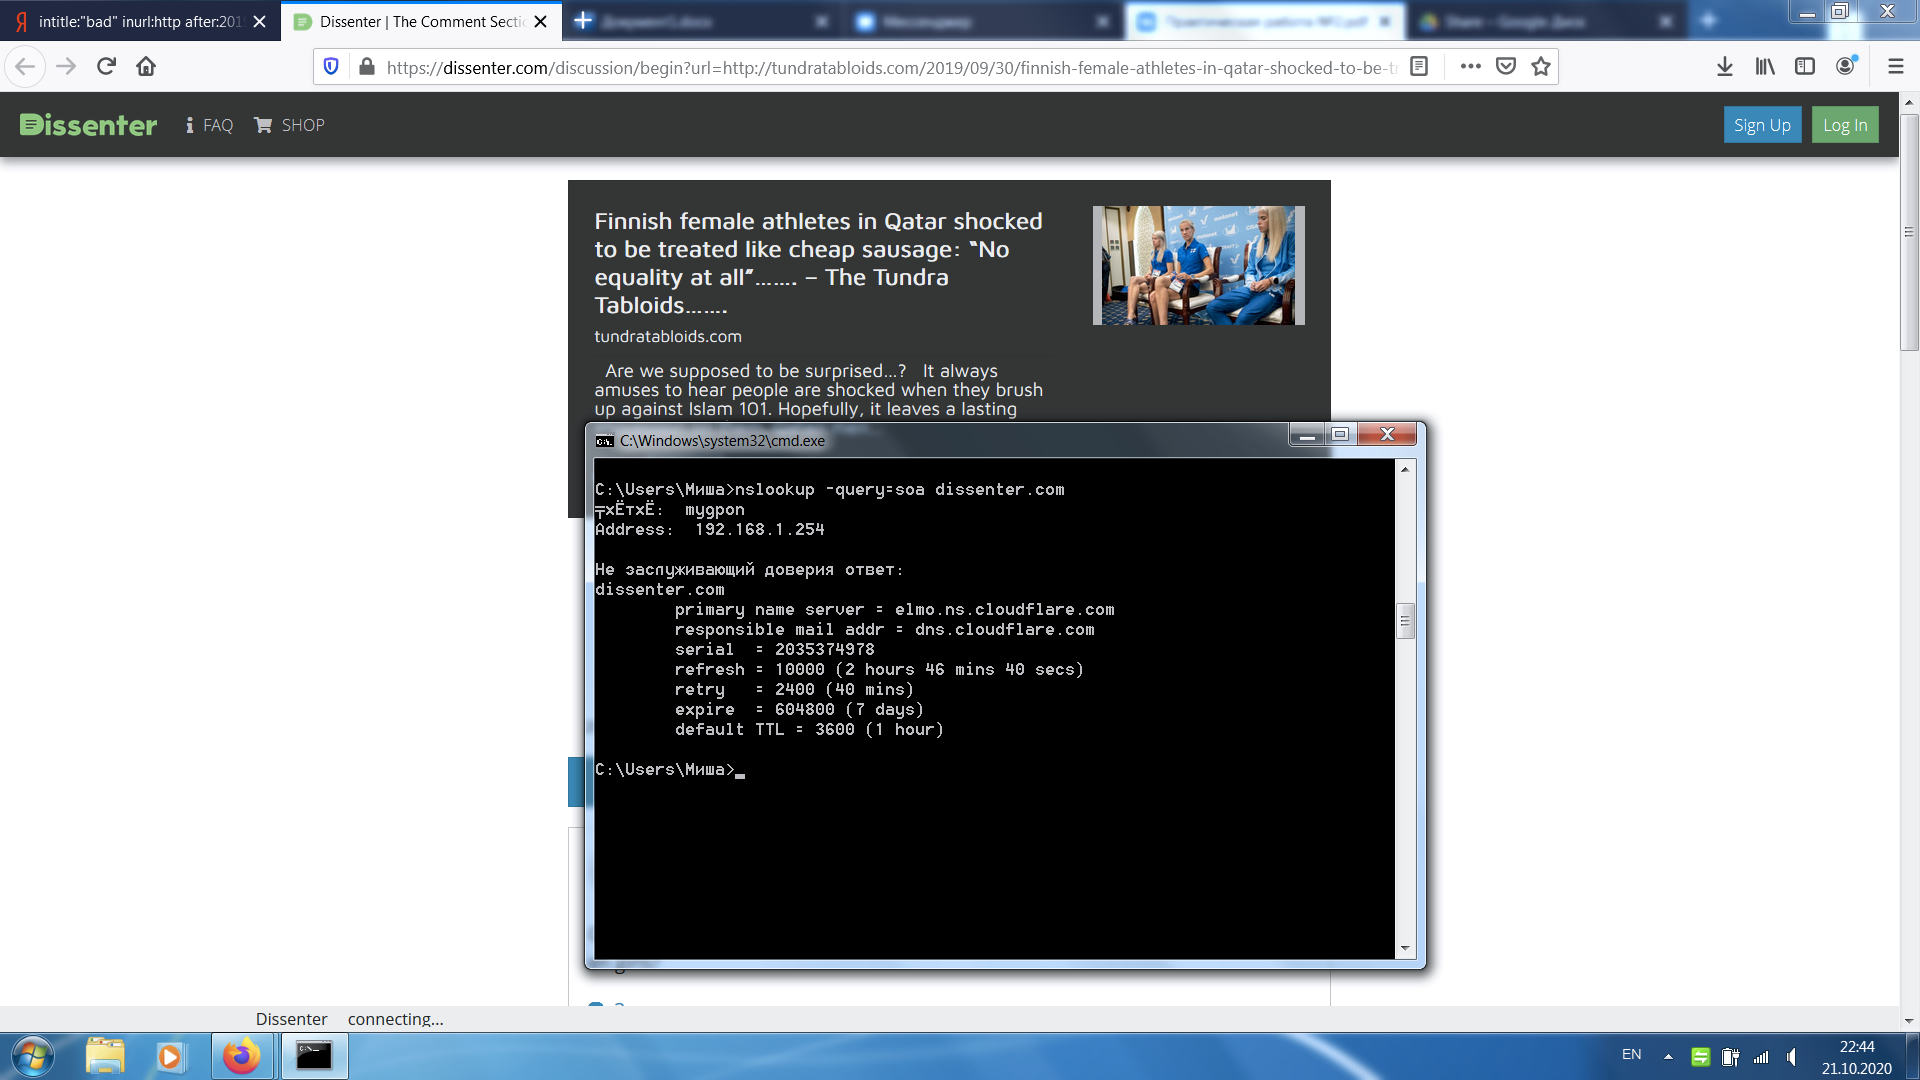 intitle:"bad" inurl:http after:201
Dissenter | The Comment Sectio
https://dissenter.com/discussion/begin?url=http://tundratabloids.com/2019/09/30/finnish-female-athletes-in-qatar-shocked-to-be-tr
Dissenter
FAQ
SHOP
Sign Up
Log In
Finnish female athletes in Qatar shocked
to be treated like cheap sausage: “No
equality at all”……. – The Tundra
Tabloids…….
tundratabloids.com
Are we supposed to be surprised…? It always
amuses to hear people are shocked when they brush
up against Islam 101. Hopefully, it leaves a lasting
C:\Windows\system32\cmd.exe
C:\Users\Миша>nslookup -query=soa dissenter.com
╤хЁтхЁ: mygpon
Address: 192.168.1.254
Не заслуживающий доверия ответ:
dissenter.com
primary name server = elmo.ns.cloudflare.com
responsible mail addr = dns.cloudflare.com
serial = 2035374978
refresh = 10000 (2 hours 46 mins 40 secs)
retry = 2400 (40 mins)
expire = 604800 (7 days)
default TTL = 3600 (1 hour)
C:\Users\Миша>
Dissenter connecting...
EN
22:44
21.10.2020